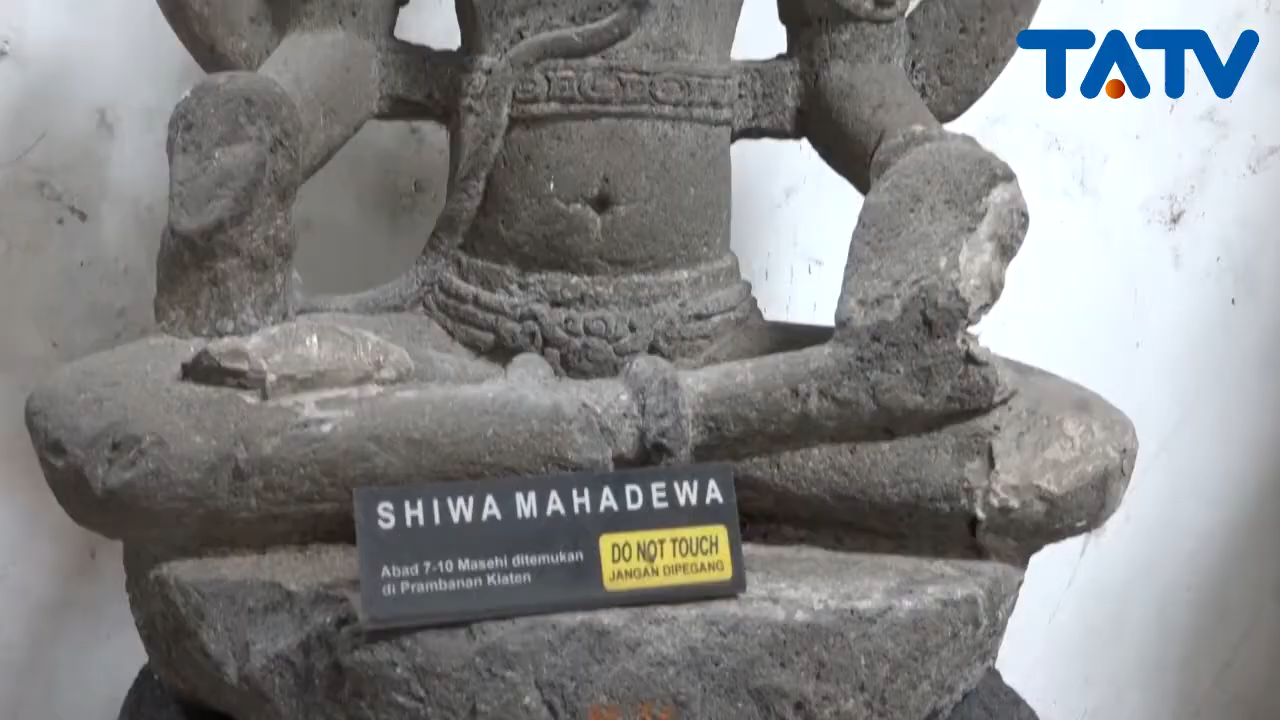 TATV
SHIWA MAHADEWA
Abad 7-10 Masehi ditemukan
di Prambanan Klaten
DO NOT TOUCH
JANGAN DIPEGANG